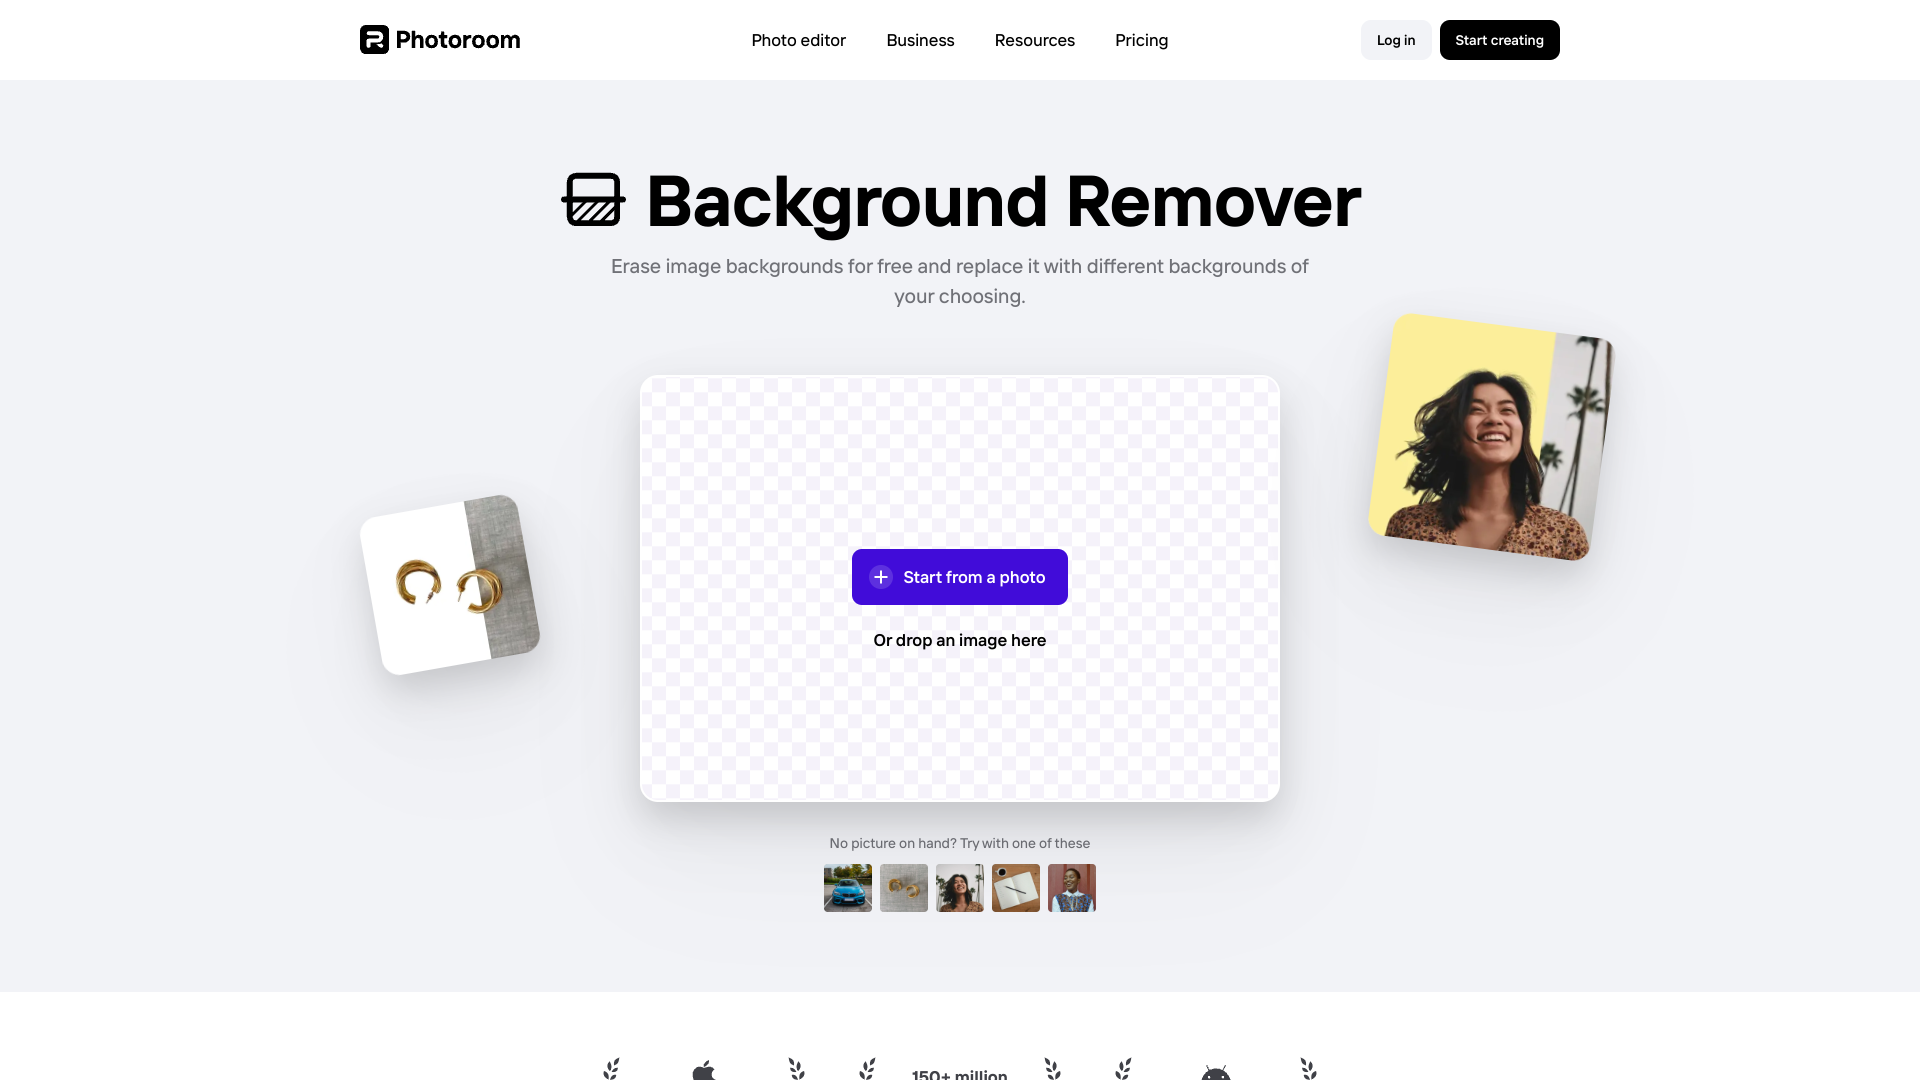 Photoroom
Photo editor
Business
Resources
Pricing
Log in
Start creating
Background Remover
Erase image backgrounds for free and replace it with different backgrounds of
your choosing.
Start from a photo
Or drop an image here
No picture on hand? Try with one of these
150+ million